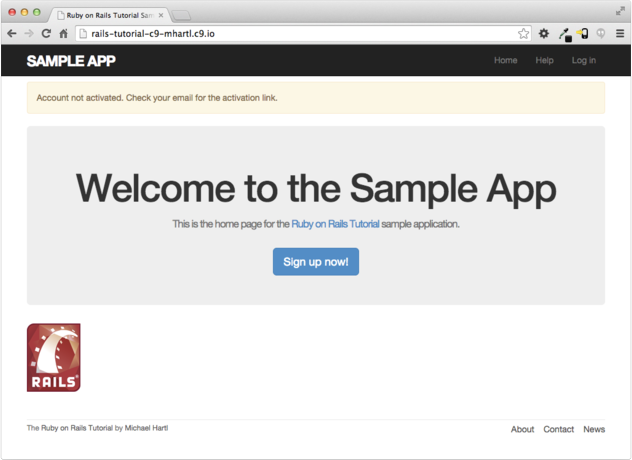 Ruby on Rails Tutorial Sam
rails-tutorial-c9-mhartl.c9.io
SAMPLE APP
Home Help Log in
Account not activated. Check your email for the activation link.
Welcome to the Sample App
This is the home page for the Ruby on Rails Tutorial sample application.
Sign up now!
RAILS
The Ruby on Rails Tutorial by Michael Hartl
About Contact News